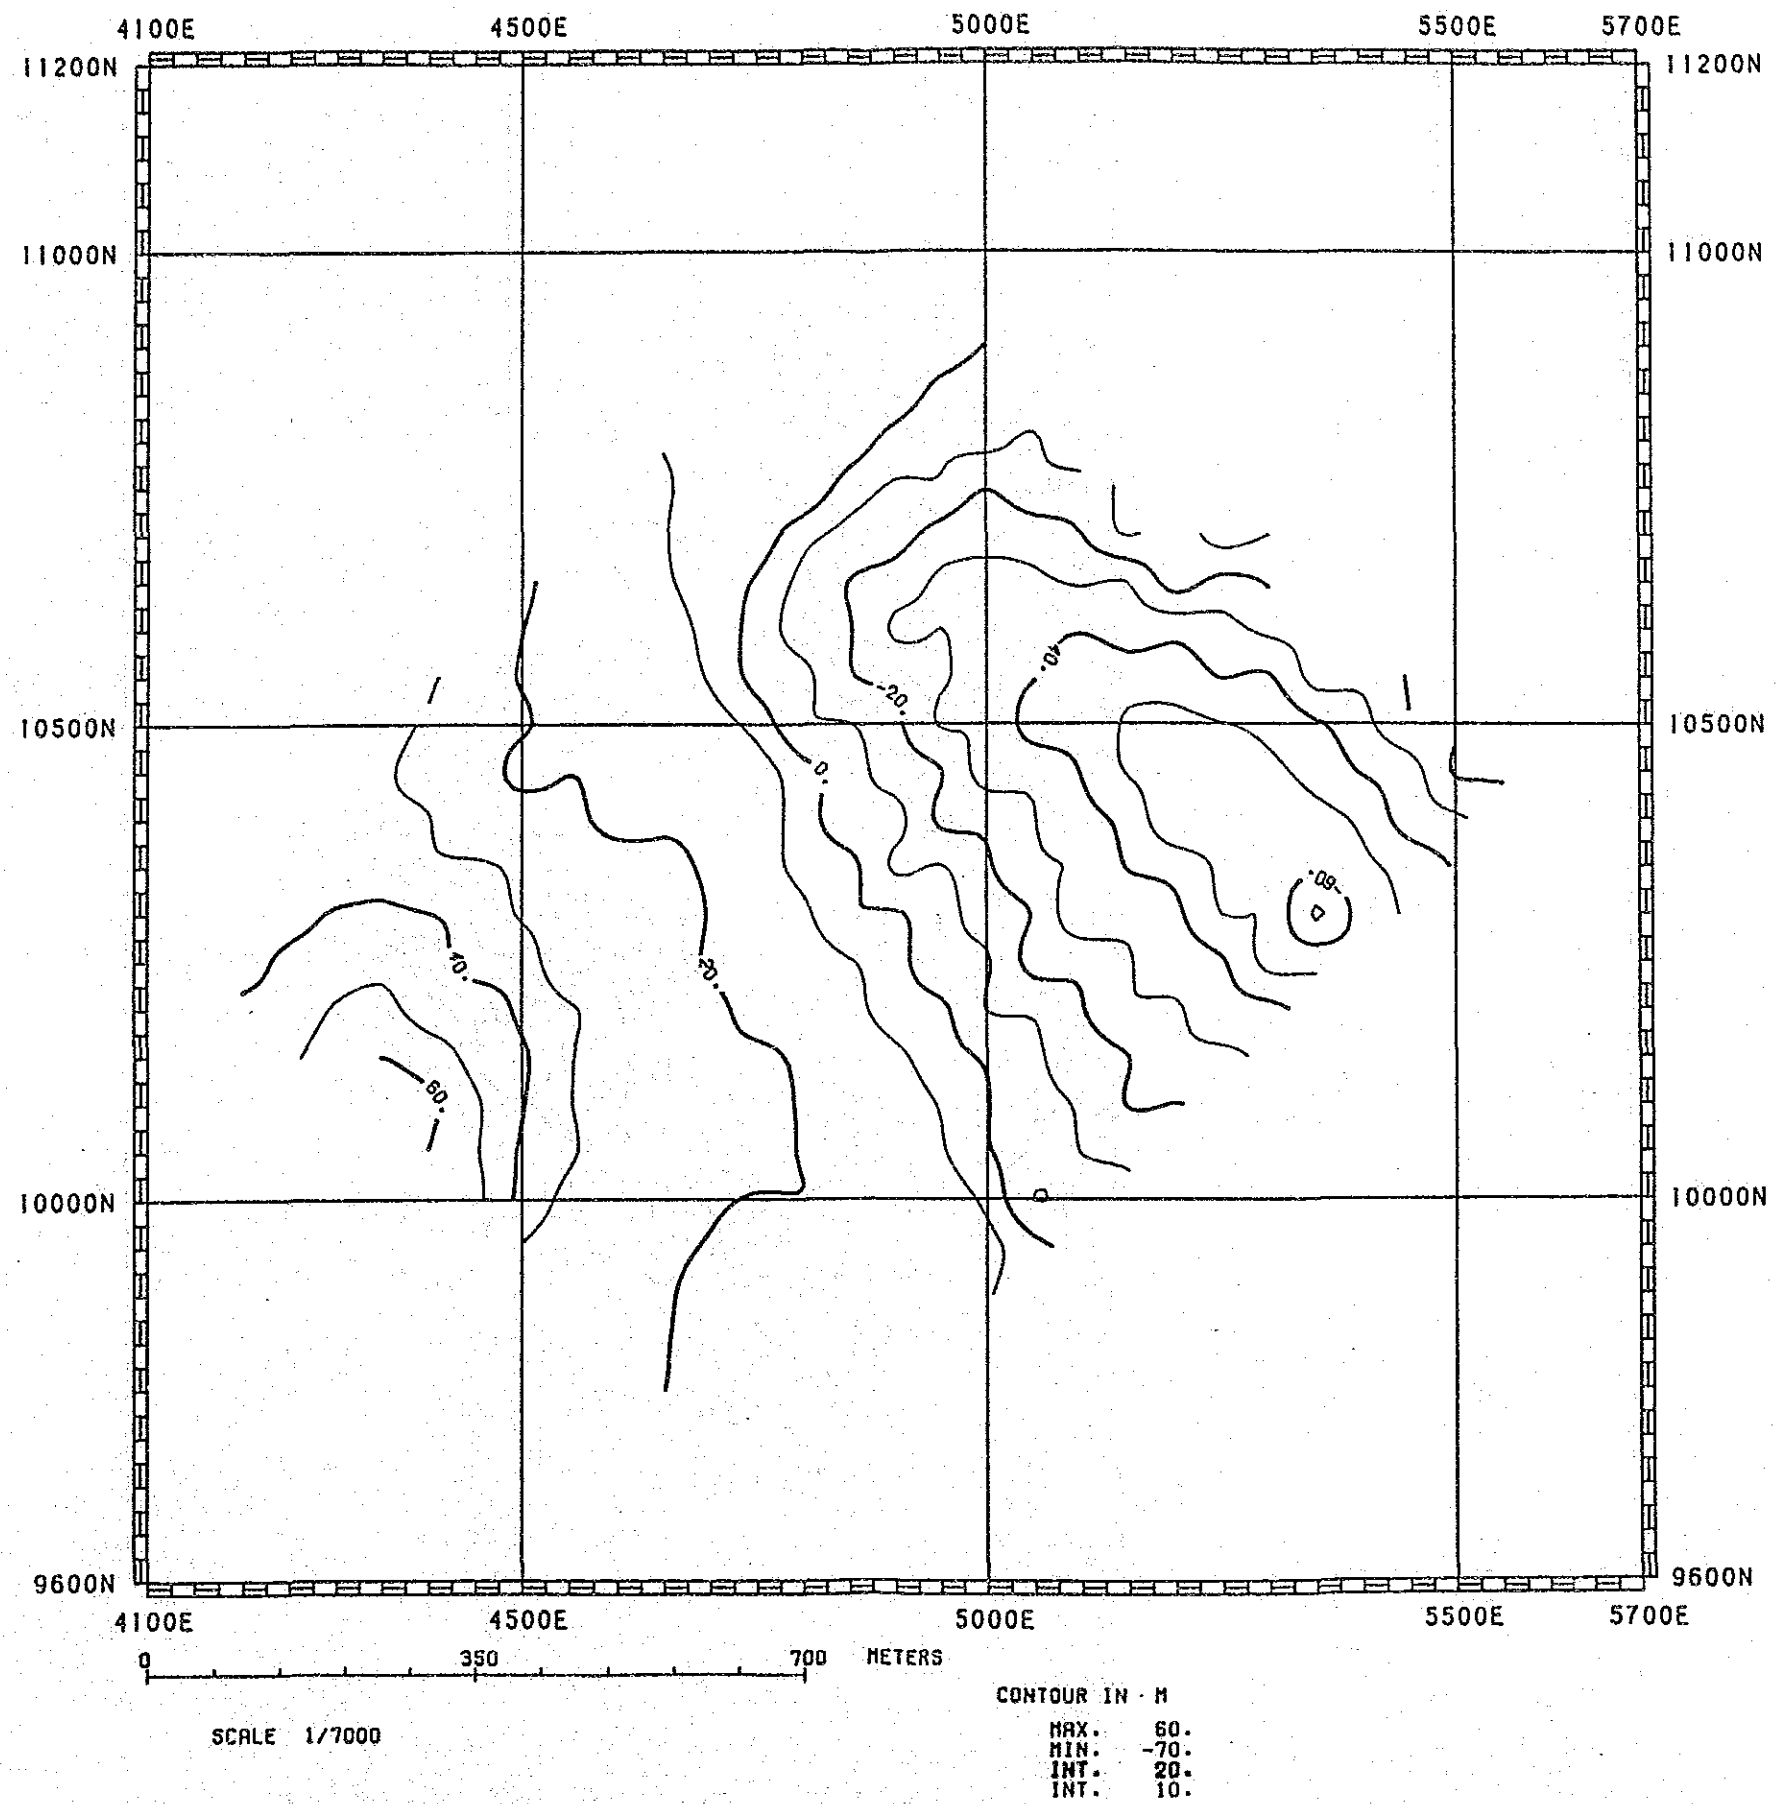 4100E 4500E 5000E 5500E 5700E
11200N 11200N
11000N 11000N
40.
10500N -20. 10500N
0.
-60.
40. 20.
60.
10000N 10000N
9600N 9600N
4100E 4500E 5000E 5500E 5700E
0 350 700 METERS
CONTOUR IN · M
SCALE 1/7000
MAX. 60.
MIN. -70.
INT. 20.
INT. 10.